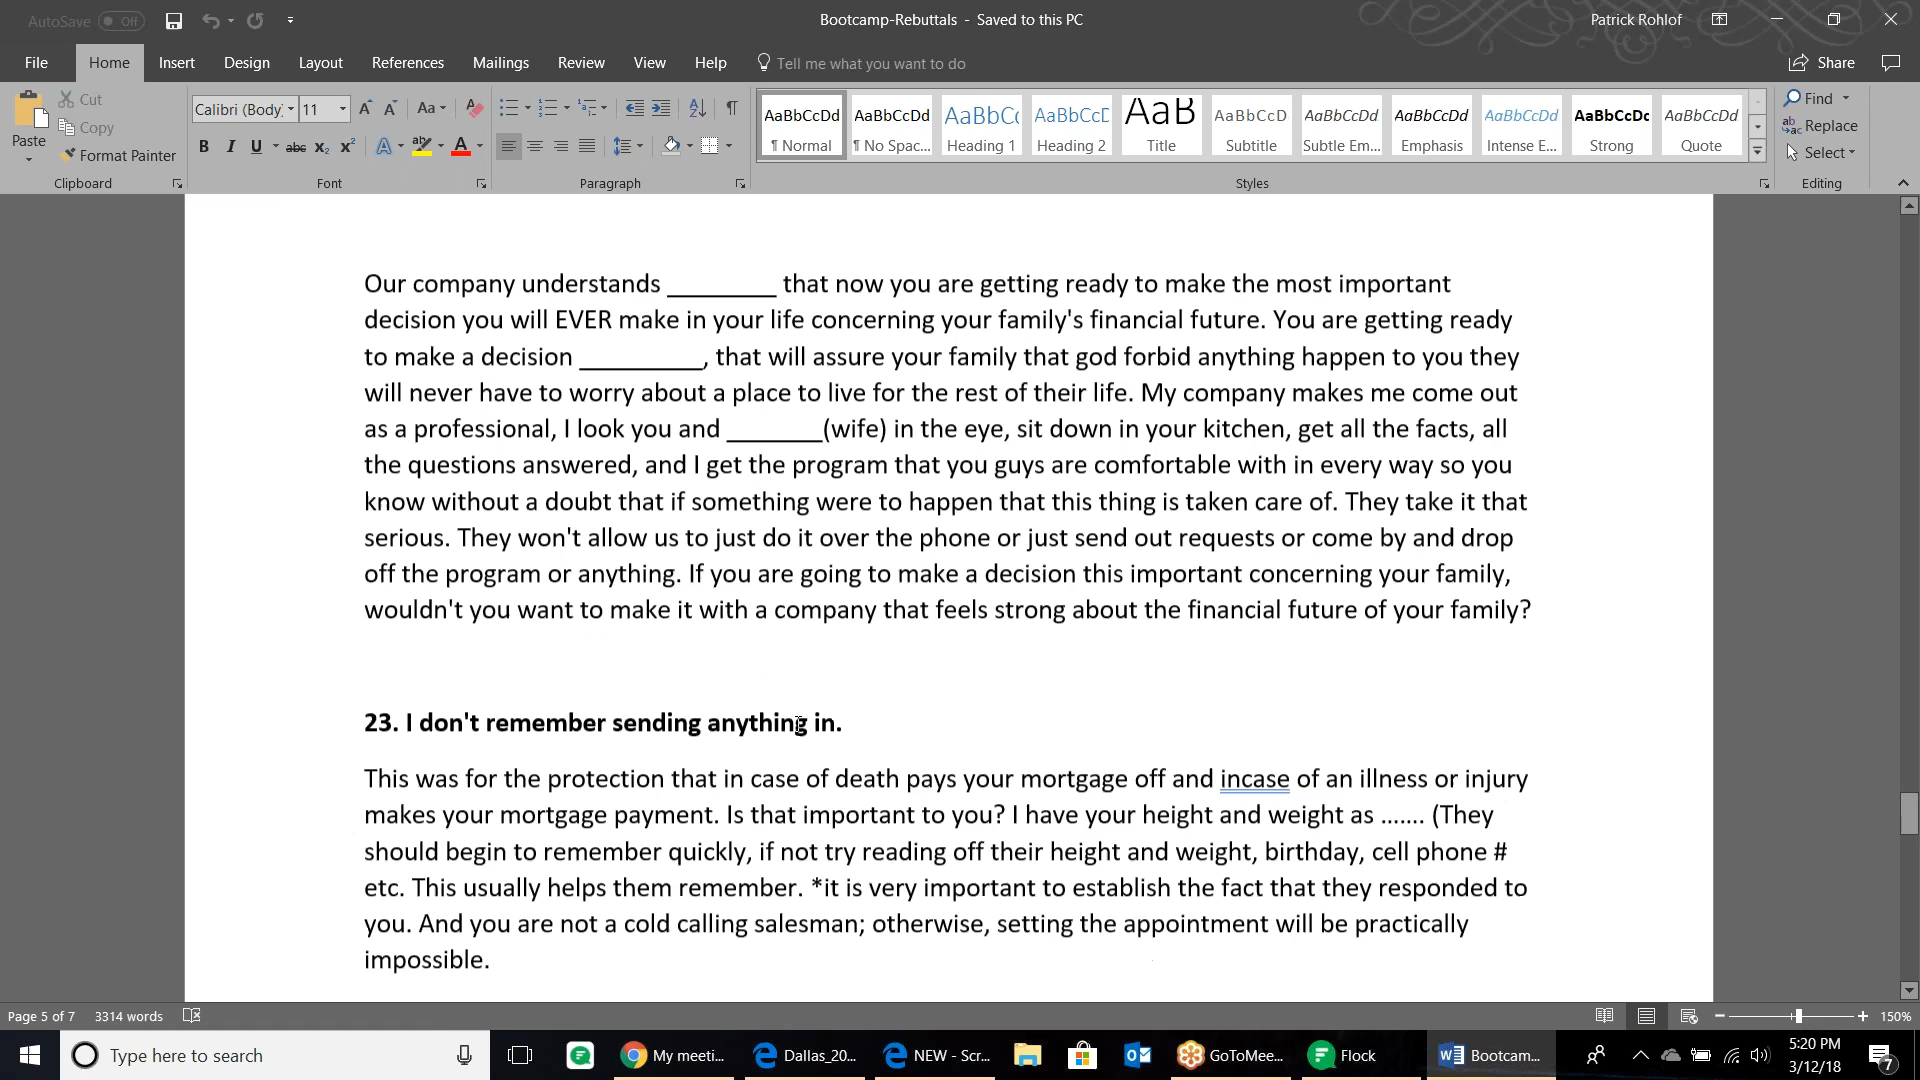 AutoSave Off
Bootcamp-Rebuttals - Saved to this PC
Patrick Rohlof
File Home Insert Design Layout References Mailings Review View Help Tell me what you want to do
Share
Paste
Cut
Copy
Format Painter
Clipboard
Calibri (Body) 11
Font
Paragraph
AaBbCcDd AaBbCcDd AaBbCc AaBbCcD AaB AaBbCcD AaBbCcDd AaBbCcDd AaBbCcDd AaBbCcDc AaBbCcDd
¶ Normal ¶ No Spac... Heading 1 Heading 2 Title Subtitle Subtle Em... Emphasis Intense E... Strong Quote
Styles
Find
Replace
Select
Editing
Our company understands ________ that now you are getting ready to make the most important
decision you will EVER make in your life concerning your family's financial future. You are getting ready
to make a decision _________, that will assure your family that god forbid anything happen to you they
will never have to worry about a place to live for the rest of their life. My company makes me come out
as a professional, I look you and _______(wife) in the eye, sit down in your kitchen, get all the facts, all
the questions answered, and I get the program that you guys are comfortable with in every way so you
know without a doubt that if something were to happen that this thing is taken care of. They take it that
serious. They won't allow us to just do it over the phone or just send out requests or come by and drop
off the program or anything. If you are going to make a decision this important concerning your family,
wouldn't you want to make it with a company that feels strong about the financial future of your family?
23. I don't remember sending anything in.
This was for the protection that in case of death pays your mortgage off and incase of an illness or injury
makes your mortgage payment. Is that important to you? I have your height and weight as ....... (They
should begin to remember quickly, if not try reading off their height and weight, birthday, cell phone #
etc. This usually helps them remember. *it is very important to establish the fact that they responded to
you. And you are not a cold calling salesman; otherwise, setting the appointment will be practically
impossible.
Page 5 of 7 3314 words
150%
Type here to search
My meeti...
Dallas_20...
NEW - Scr...
GoToMee...
Flock
Bootcam...
5:20 PM
3/12/18
7